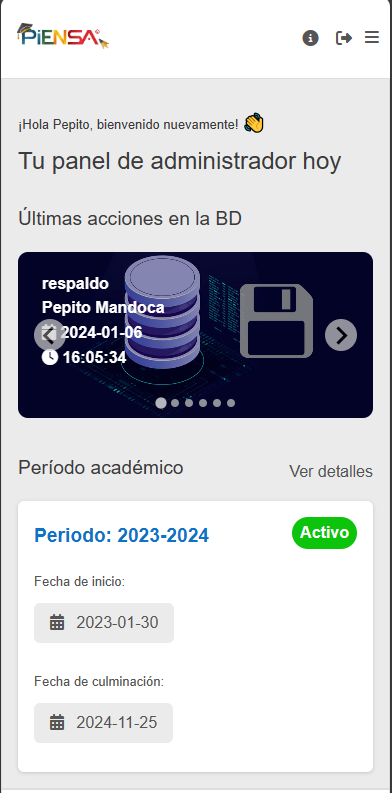 PiENSA
¡Hola Pepito, bienvenido nuevamente!
Tu panel de administrador hoy
Últimas acciones en la BD
respaldo
Pepito Mandoca
2024-01-06
16:05:34
Período académico
Ver detalles
Periodo: 2023-2024
Activo
Fecha de inicio:
2023-01-30
Fecha de culminación:
2024-11-25